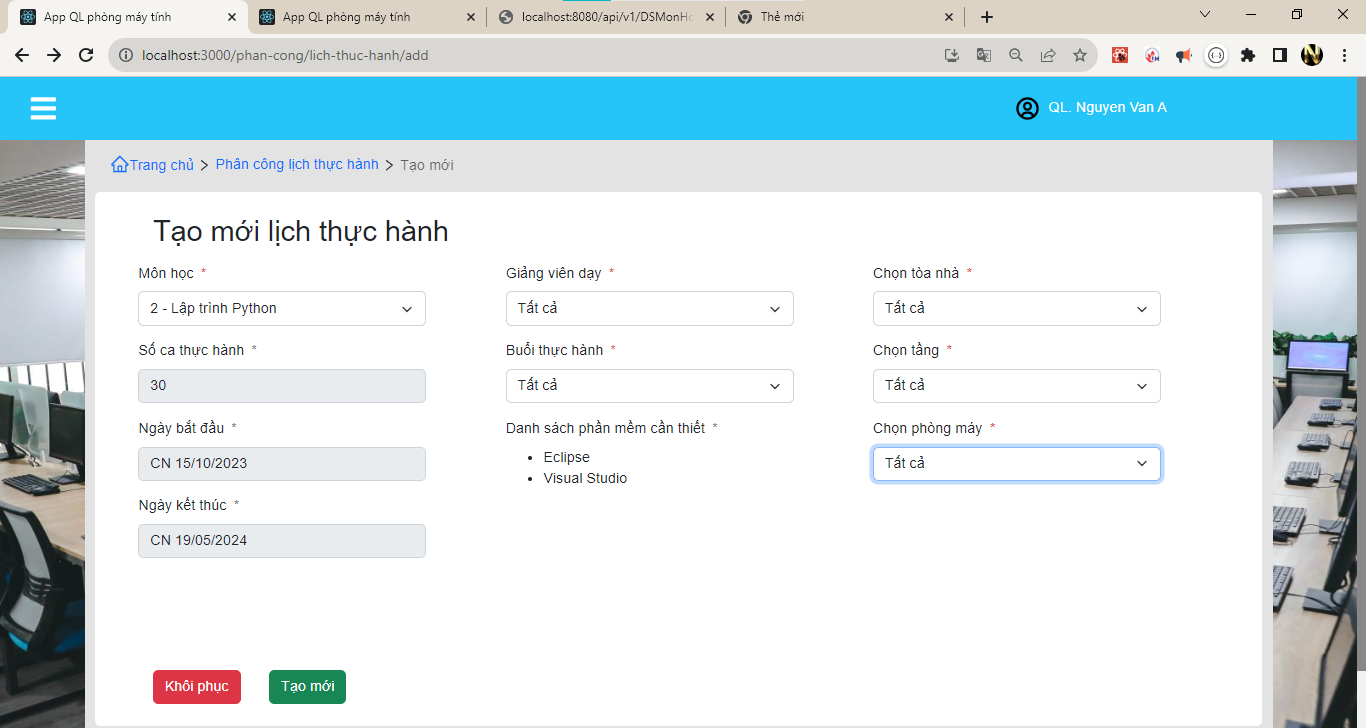 App QL phòng máy tính
App QL phòng máy tính
localhost:8080/api/v1/DSMonHo
Thẻ mới
localhost:3000/phan-cong/lich-thuc-hanh/add
QL. Nguyen Van A
Trang chủ > Phân công lịch thực hành > Tạo mới
Tạo mới lịch thực hành
Môn học *
2 - Lập trình Python
Số ca thực hành *
30
Ngày bắt đầu *
CN 15/10/2023
Ngày kết thúc *
CN 19/05/2024
Giảng viên dạy *
Tất cả
Buổi thực hành *
Tất cả
Danh sách phần mềm cần thiết *
• Eclipse
• Visual Studio
Chọn tòa nhà *
Tất cả
Chọn tầng *
Tất cả
Chọn phòng máy *
Tất cả
Khôi phục
Tạo mới